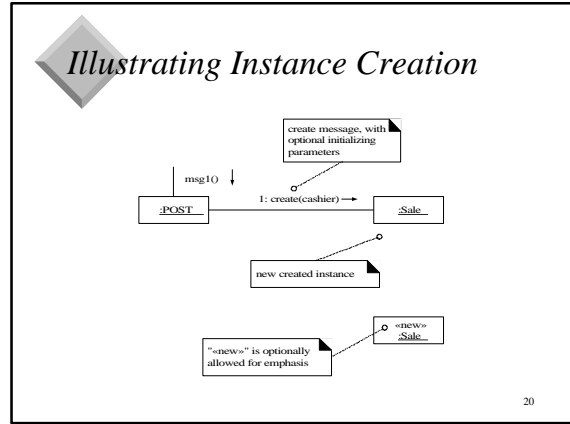 Illustrating Instance Creation
create message, with
optional initializing
parameters
msg1()
1: create(cashier)
:POST
:Sale
new created instance
«new»
:Sale
"«new»" is optionally
allowed for emphasis
20